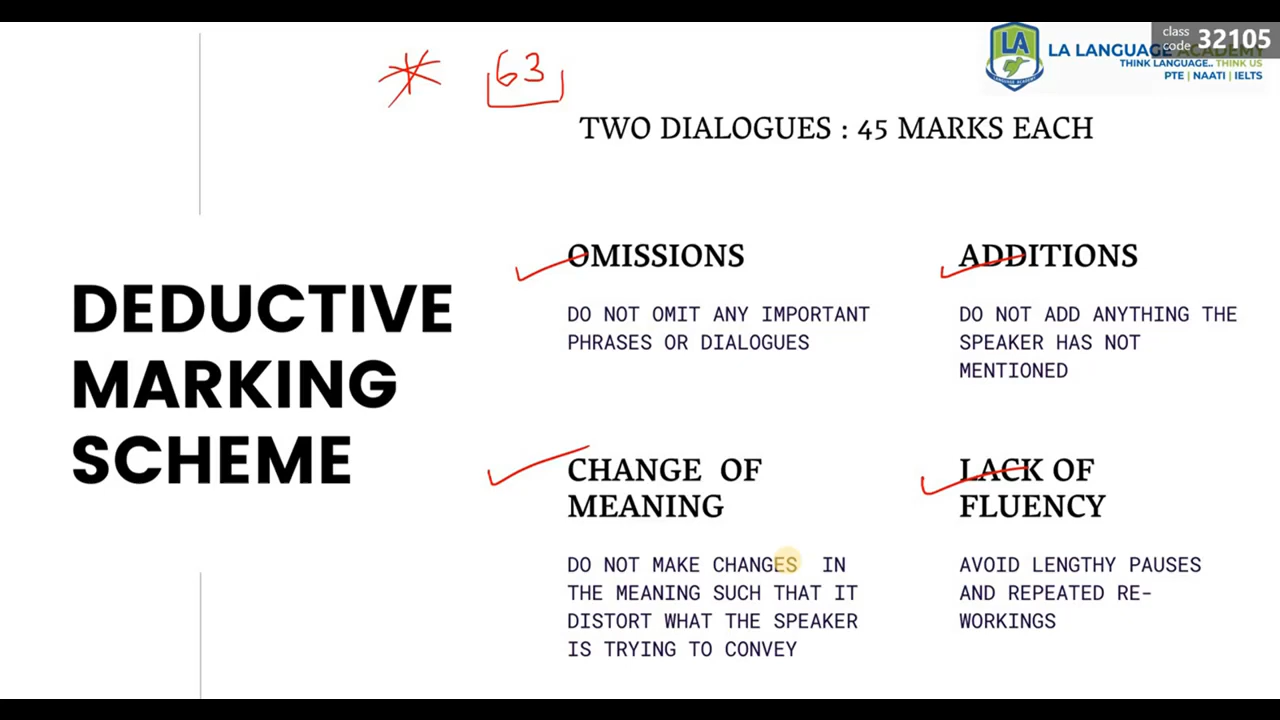 class
code 32105
63
LA
LA LANGUAGE ACADEMY
THINK LANGUAGE.. THINK US
PTE | NAATI | IELTS
TWO DIALOGUES : 45 MARKS EACH
DEDUCTIVE
MARKING
SCHEME
OMISSIONS
DO NOT OMIT ANY IMPORTANT
PHRASES OR DIALOGUES
ADDITIONS
DO NOT ADD ANYTHING THE
SPEAKER HAS NOT
MENTIONED
CHANGE OF
MEANING
DO NOT MAKE CHANGES IN
THE MEANING SUCH THAT IT
DISTORT WHAT THE SPEAKER
IS TRYING TO CONVEY
LACK OF
FLUENCY
AVOID LENGTHY PAUSES
AND REPEATED RE-
WORKINGS